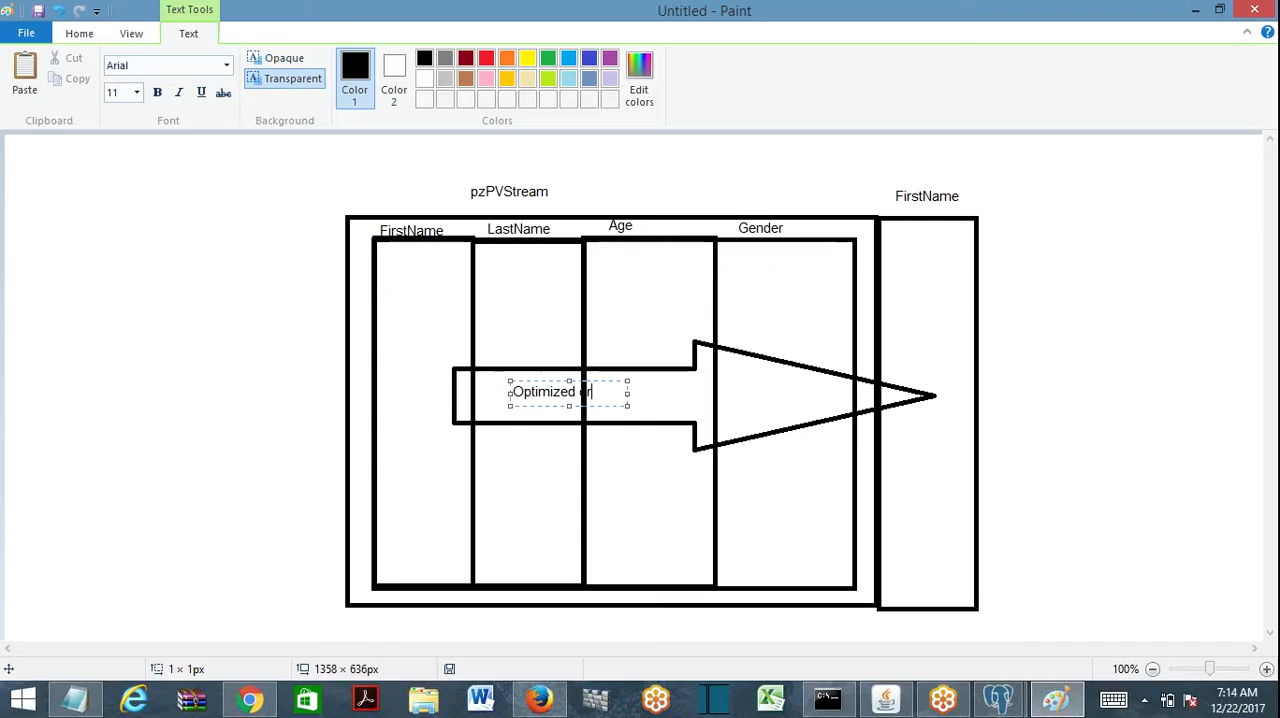 Untitled - Paint
Text Tools
File
Home
View
Text
Paste
Cut
Copy
Clipboard
Arial
11
B
I
U
abc
Font
Opaque
Transparent
Background
Color 1
Color 2
Edit colors
Colors
pzPVStream
FirstName
FirstName
LastName
Age
Gender
Optimized or
1 × 1px
1358 × 636px
100%
7:14 AM
12/22/2017